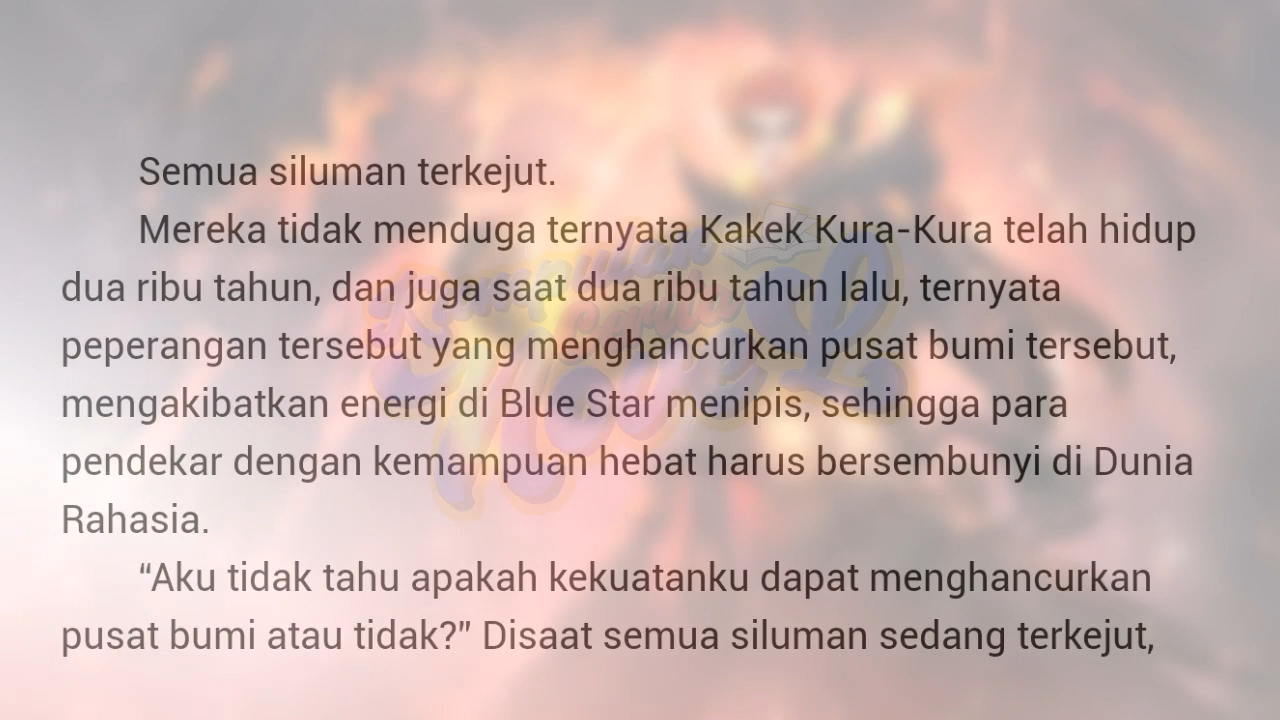 Semua siluman terkejut.
Mereka tidak menduga ternyata Kakek Kura-Kura telah hidup
dua ribu tahun, dan juga saat dua ribu tahun lalu, ternyata
peperangan tersebut yang menghancurkan pusat bumi tersebut,
mengakibatkan energi di Blue Star menipis, sehingga para
pendekar dengan kemampuan hebat harus bersembunyi di Dunia
Rahasia.
“Aku tidak tahu apakah kekuatanku dapat menghancurkan
pusat bumi atau tidak?” Disaat semua siluman sedang terkejut,